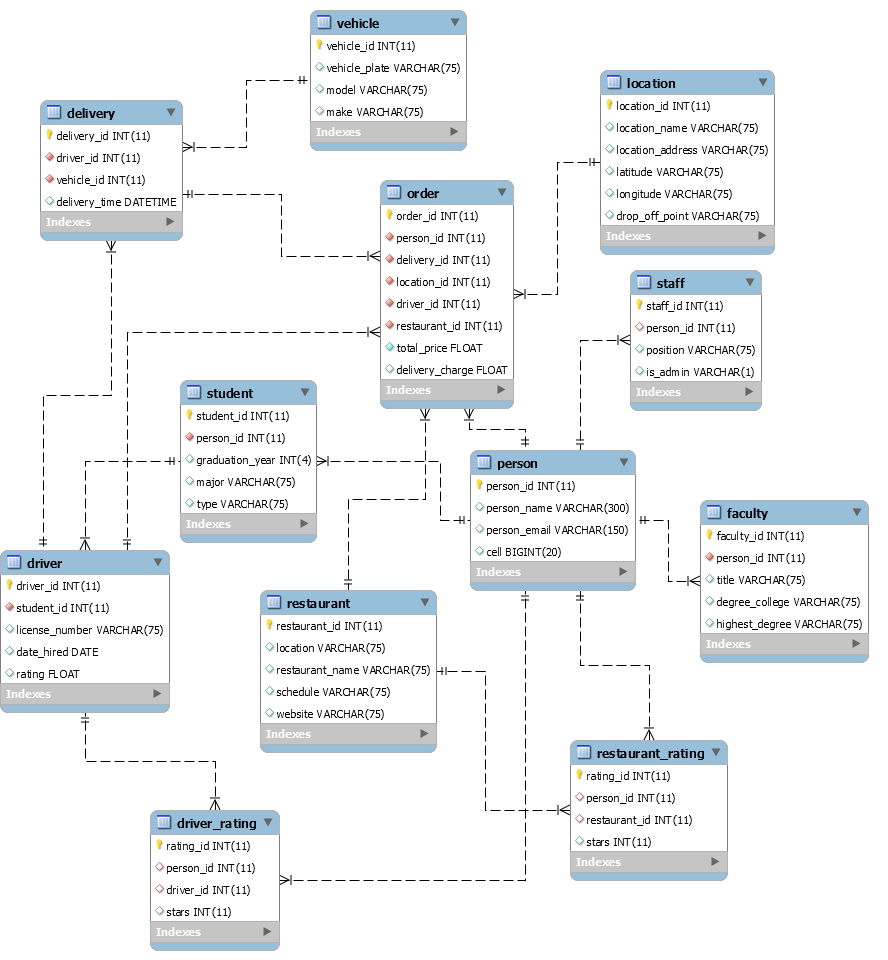 vehicle
vehicle_id INT(11)
vehicle_plate VARCHAR(75)
model VARCHAR(75)
make VARCHAR(75)
Indexes
location
location_id INT(11)
location_name VARCHAR(75)
location_address VARCHAR(75)
latitude VARCHAR(75)
longitude VARCHAR(75)
drop_off_point VARCHAR(75)
Indexes
delivery
delivery_id INT(11)
driver_id INT(11)
vehicle_id INT(11)
delivery_time DATETIME
Indexes
order
order_id INT(11)
person_id INT(11)
delivery_id INT(11)
location_id INT(11)
driver_id INT(11)
restaurant_id INT(11)
total_price FLOAT
delivery_charge FLOAT
Indexes
staff
staff_id INT(11)
person_id INT(11)
position VARCHAR(75)
is_admin VARCHAR(1)
Indexes
student
student_id INT(11)
person_id INT(11)
graduation_year INT(4)
major VARCHAR(75)
type VARCHAR(75)
Indexes
person
person_id INT(11)
person_name VARCHAR(300)
person_email VARCHAR(150)
cell BIGINT(20)
Indexes
faculty
faculty_id INT(11)
person_id INT(11)
title VARCHAR(75)
degree_college VARCHAR(75)
highest_degree VARCHAR(75)
Indexes
driver
driver_id INT(11)
student_id INT(11)
license_number VARCHAR(75)
date_hired DATE
rating FLOAT
Indexes
restaurant
restaurant_id INT(11)
location VARCHAR(75)
restaurant_name VARCHAR(75)
schedule VARCHAR(75)
website VARCHAR(75)
Indexes
restaurant_rating
rating_id INT(11)
person_id INT(11)
restaurant_id INT(11)
stars INT(11)
Indexes
driver_rating
rating_id INT(11)
person_id INT(11)
driver_id INT(11)
stars INT(11)
Indexes